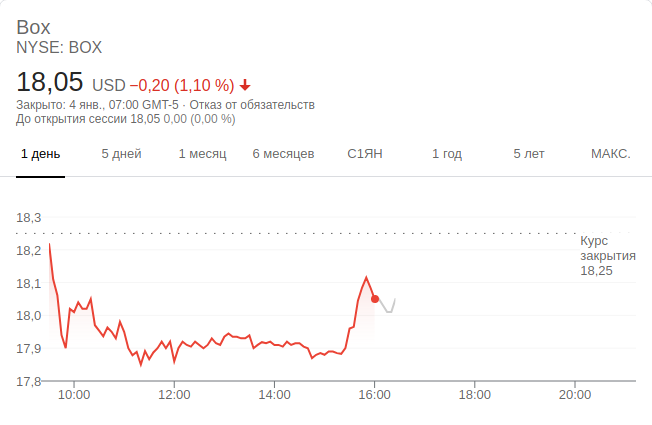 Box
NYSE: BOX
18,05 USD −0,20 (1,10 %)
Закрыто: 4 янв., 07:00 GMT-5 · Отказ от обязательств
До открытия сессии 18,05 0,00 (0,00 %)
1 день 5 дней 1 месяц 6 месяцев С1ЯН 1 год 5 лет МАКС.
18,3
Курс
закрытия
18,25
18,2
18,1
18,0
17,9
17,8
10:00 12:00 14:00 16:00 18:00 20:00